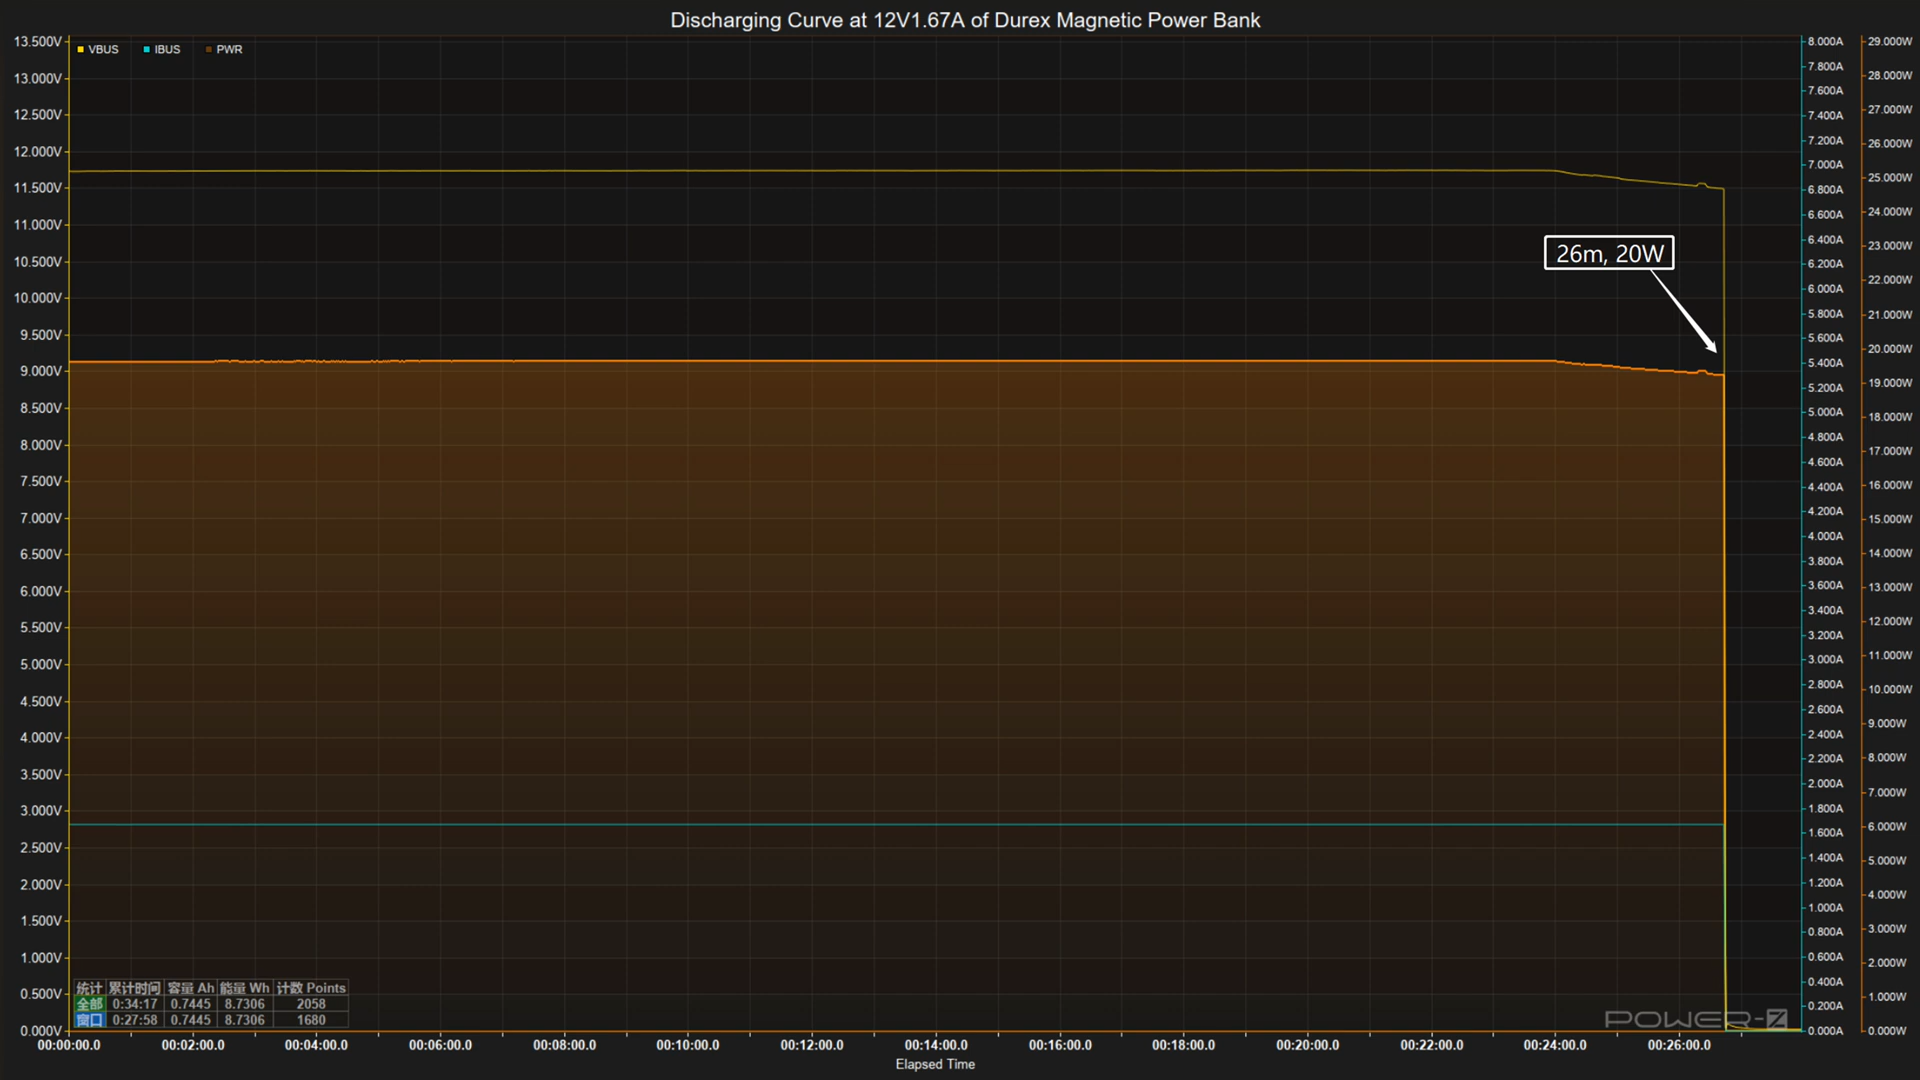 Discharging Curve at 12V1.67A of Durex Magnetic Power Bank
VBUS IBUS PWR
13.500V
13.000V
12.500V
12.000V
11.500V
11.000V
10.500V
10.000V
9.500V
9.000V
8.500V
8.000V
7.500V
7.000V
6.500V
6.000V
5.500V
5.000V
4.500V
4.000V
3.500V
3.000V
2.500V
2.000V
1.500V
1.000V
0.500V
0.000V
26m, 20W
8.000A
7.800A
7.600A
7.400A
7.200A
7.000A
6.800A
6.600A
6.400A
6.200A
6.000A
5.800A
5.600A
5.400A
5.200A
5.000A
4.800A
4.600A
4.400A
4.200A
4.000A
3.800A
3.600A
3.400A
3.200A
3.000A
2.800A
2.600A
2.400A
2.200A
2.000A
1.800A
1.600A
1.400A
1.200A
1.000A
0.800A
0.600A
0.400A
0.200A
0.000A
29.000W
28.000W
27.000W
26.000W
25.000W
24.000W
23.000W
22.000W
21.000W
20.000W
19.000W
18.000W
17.000W
16.000W
15.000W
14.000W
13.000W
12.000W
11.000W
10.000W
9.000W
8.000W
7.000W
6.000W
5.000W
4.000W
3.000W
2.000W
1.000W
0.000W
统计 累计时间 容量 Ah 能量 Wh 计数 Points
全部 0:34:17 0.7445 8.7306 2058
窗口 0:27:58 0.7445 8.7306 1680
POWER-Z
00:00:00.0 00:02:00.0 00:04:00.0 00:06:00.0 00:08:00.0 00:10:00.0 00:12:00.0 00:14:00.0 00:16:00.0 00:18:00.0 00:20:00.0 00:22:00.0 00:24:00.0 00:26:00.0
Elapsed Time